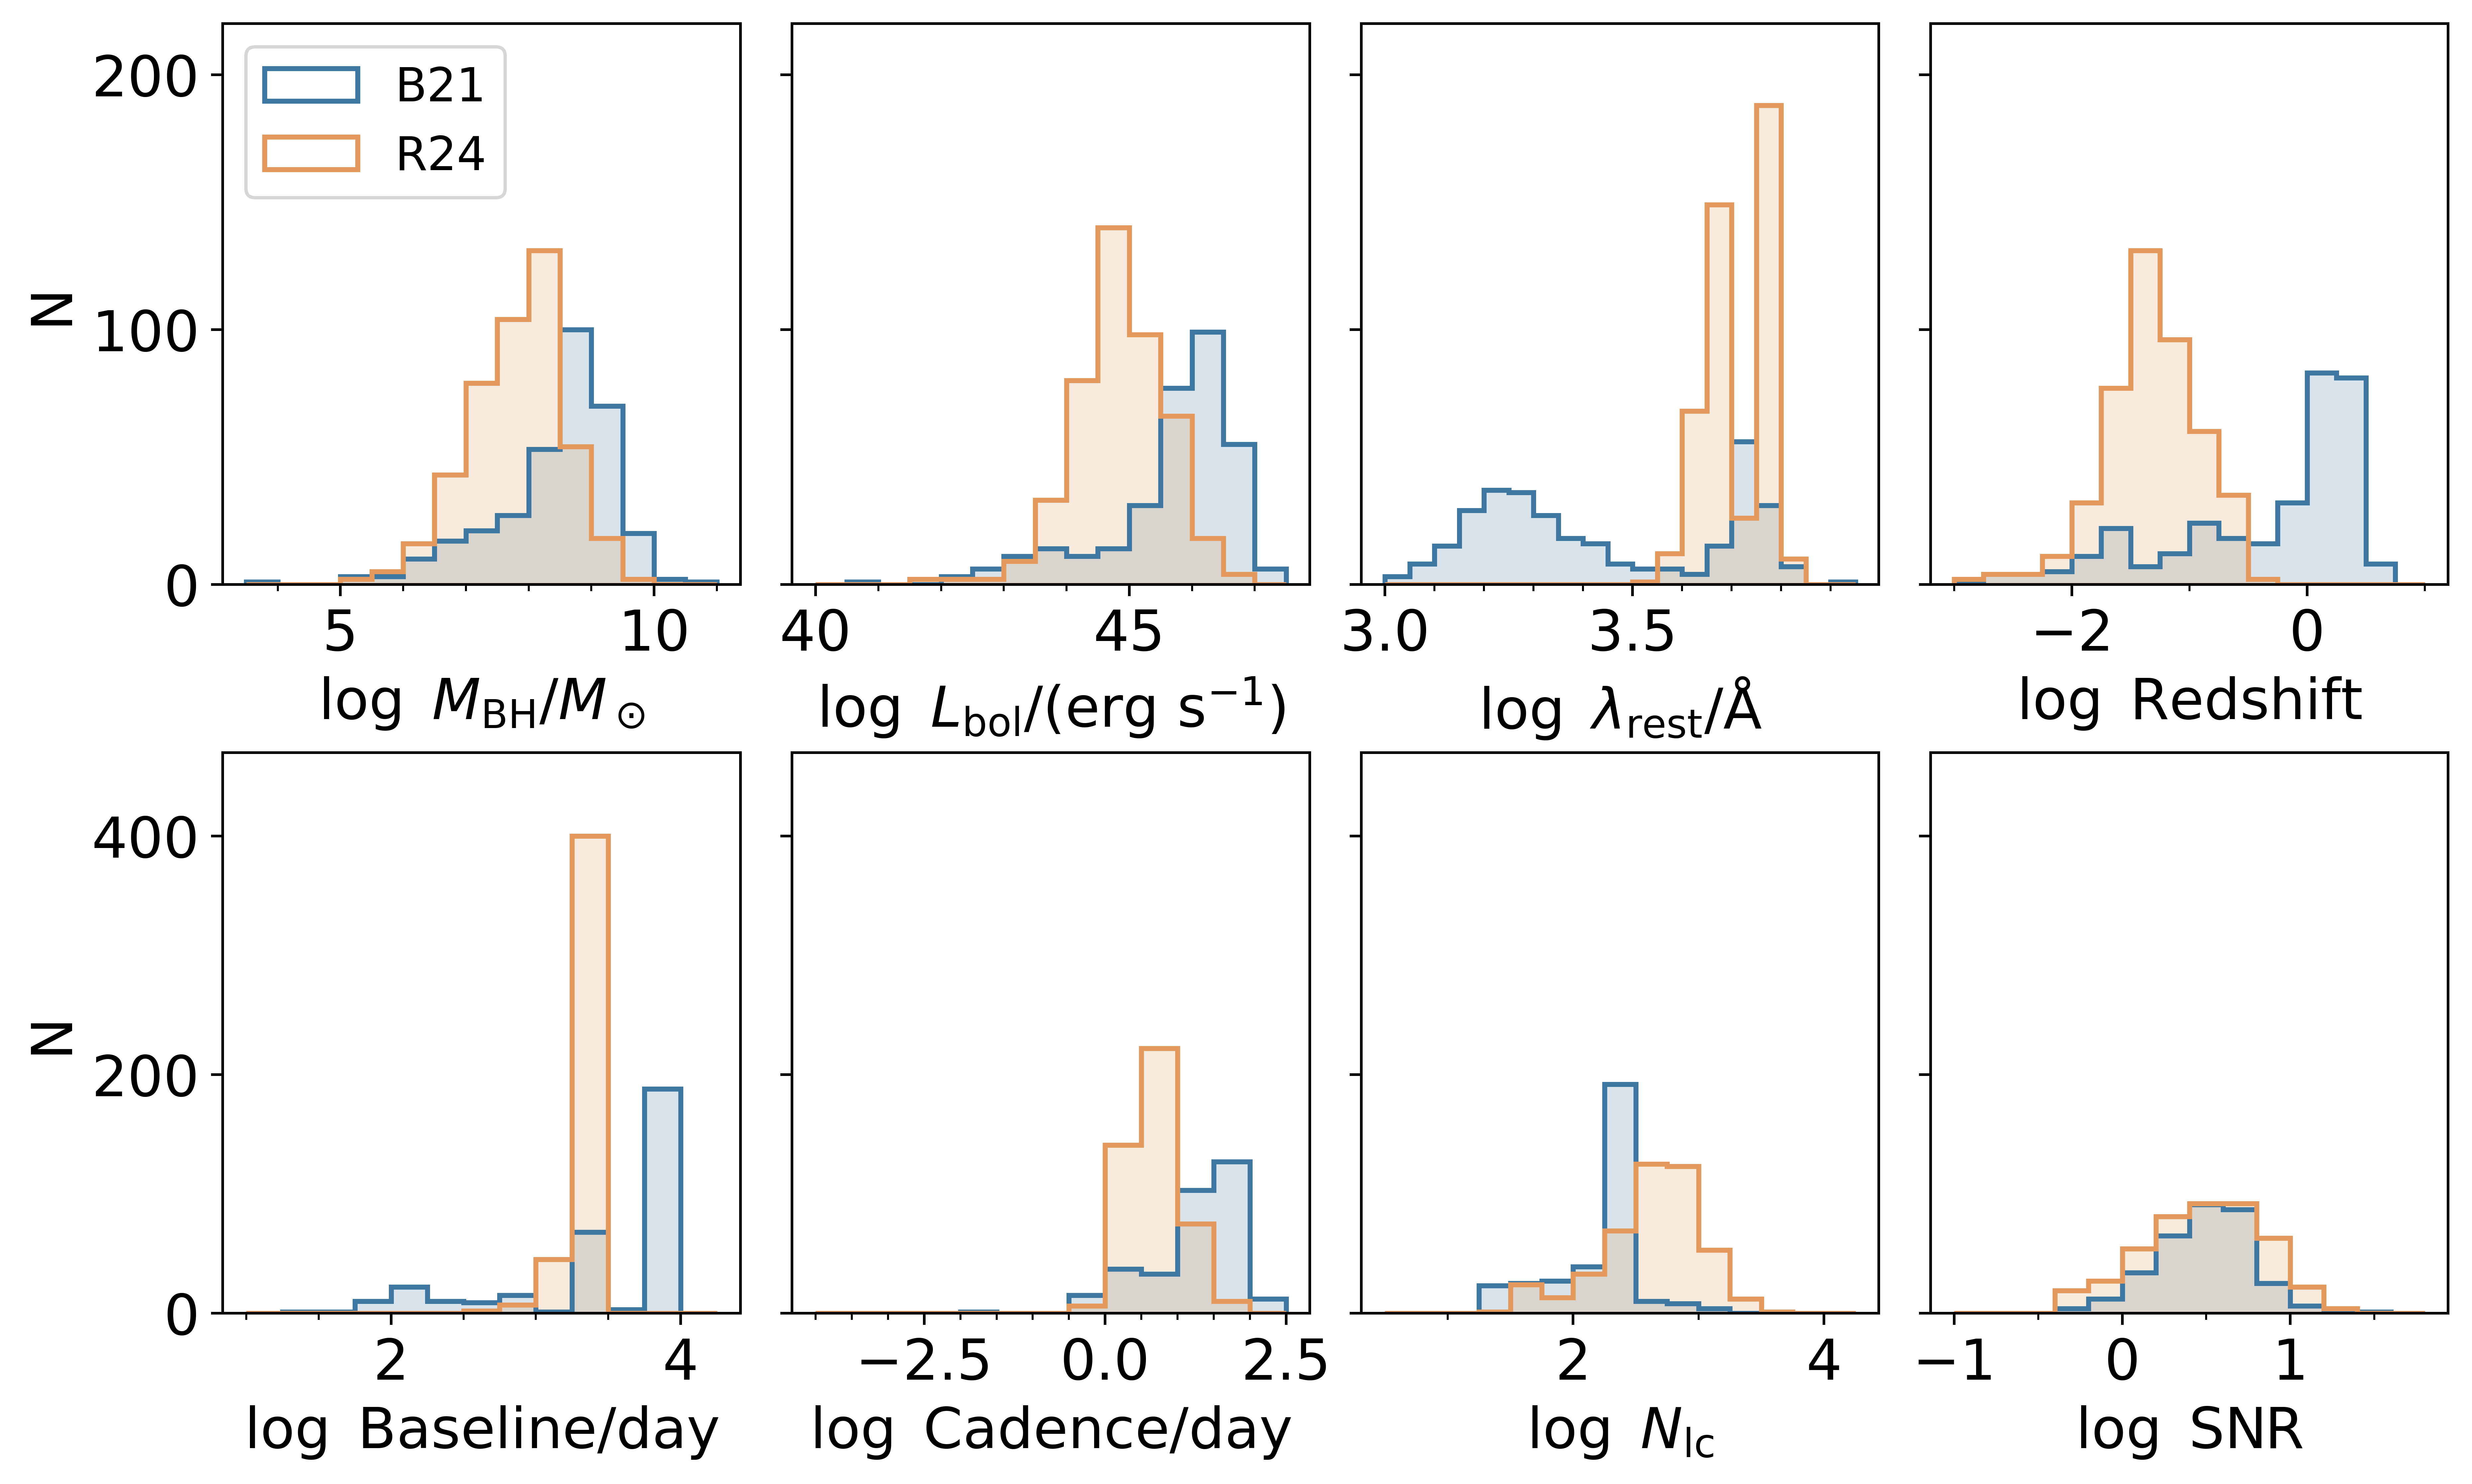 B21
R24
N
200
100
0
5 10
40 45
3.0 3.5
−2 0
log M_BH/M_⊙
log L_bol/(erg s⁻¹)
log λ_rest/Å
log Redshift
N
400
200
0
2 4
−2.5 0.0 2.5
2 4
−1 0 1
log Baseline/day
log Cadence/day
log N_lc
log SNR